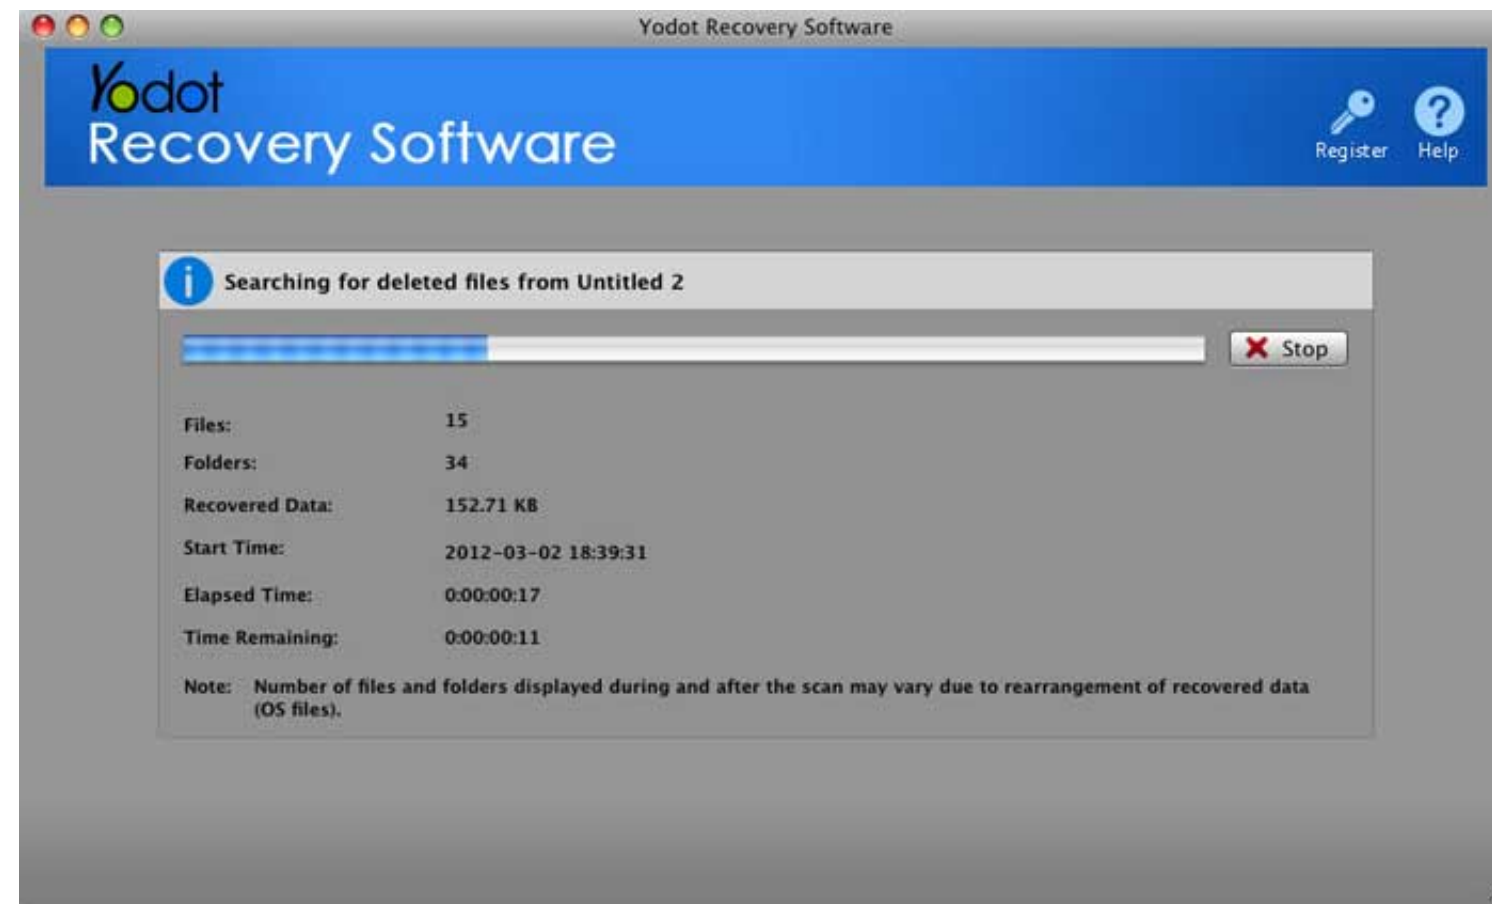 Yodot Recovery Software
Yodot
Recovery Software
Register
Help
Searching for deleted files from Untitled 2
Stop
Files: 15
Folders: 34
Recovered Data: 152.71 KB
Start Time: 2012-03-02 18:39:31
Elapsed Time: 0:00:00:17
Time Remaining: 0:00:00:11
Note: Number of files and folders displayed during and after the scan may vary due to rearrangement of recovered data
(OS files).